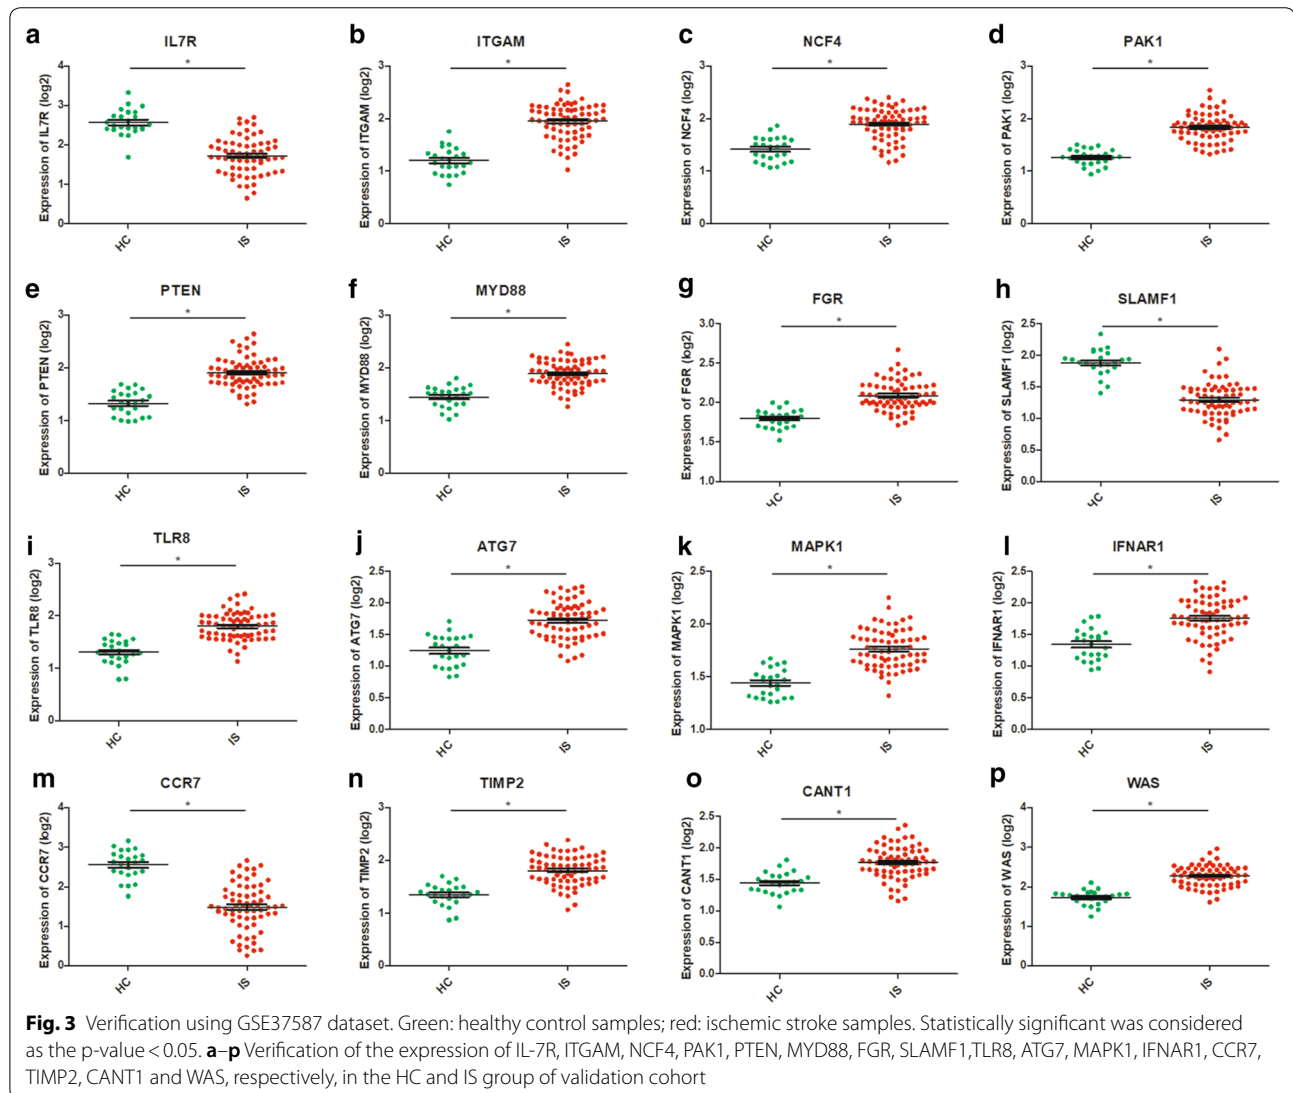 a IL7R
Expression of IL7R (log2)
4
3
2
1
0
*
HC IS
b ITGAM
Expression of ITGAM (log2)
3
2
1
0
*
HC IS
c NCF4
Expression of NCF4 (log2)
3
2
1
0
*
HC IS
d PAK1
Expression of PAK1 (log2)
3
2
1
0
*
HC IS
e PTEN
Expression of PTEN (log2)
3
2
1
0
*
HC IS
f MYD88
Expression of MYD88 (log2)
3
2
1
0
*
HC IS
g FGR
Expression of FGR (log2)
3.0
2.5
2.0
1.5
1.0
*
HC IS
h SLAMF1
Expression of SLAMF1 (log2)
2.5
2.0
1.5
1.0
0.5
0.0
*
HC IS
i TLR8
Expression of TLR8 (log2)
3
2
1
0
*
HC IS
j ATG7
Expression of ATG7 (log2)
2.5
2.0
1.5
1.0
0.5
0.0
*
HC IS
k MAPK1
Expression of MAPK1 (log2)
2.5
2.0
1.5
1.0
*
HC IS
l IFNAR1
Expression of IFNAR1 (log2)
2.5
2.0
1.5
1.0
0.5
0.0
*
HC IS
m CCR7
Expression of CCR7 (log2)
4
3
2
1
0
*
HC IS
n TIMP2
Expression of TIMP2 (log2)
3
2
1
0
*
HC IS
o CANT1
Expression of CANT1 (log2)
2.5
2.0
1.5
1.0
0.5
0.0
*
HC IS
p WAS
Expression of WAS (log2)
4
3
2
1
0
*
HC IS
Fig. 3 Verification using GSE37587 dataset. Green: healthy control samples; red: ischemic stroke samples. Statistically significant was considered
as the p-value < 0.05. a–p Verification of the expression of IL-7R, ITGAM, NCF4, PAK1, PTEN, MYD88, FGR, SLAMF1,TLR8, ATG7, MAPK1, IFNAR1, CCR7,
TIMP2, CANT1 and WAS, respectively, in the HC and IS group of validation cohort